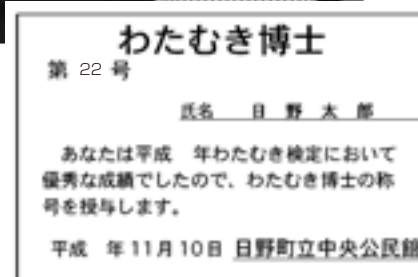 わたむき博士
第 22 号
氏名 日 野 太 郎
あなたは平成 年わたむき検定において
優秀な成績でしたので、わたむき博士の称
号を授与します。
平成 年11月10日 日野町立中央公民館